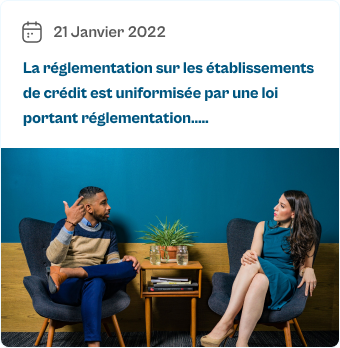 21 Janvier 2022
La réglementation sur les établissements
de crédit est uniformisée par une loi
portant réglementation.....